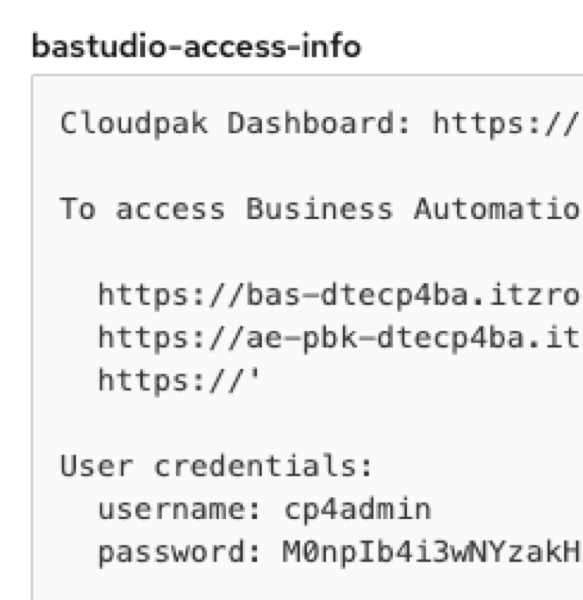 bastudio-access-info
Cloudpak Dashboard: https://
To access Business Automatio
https://bas-dtecp4ba.itzro
https://ae-pbk-dtecp4ba.it
https://'
User credentials:
username: cp4admin
password: M0npIb4i3wNYzakH